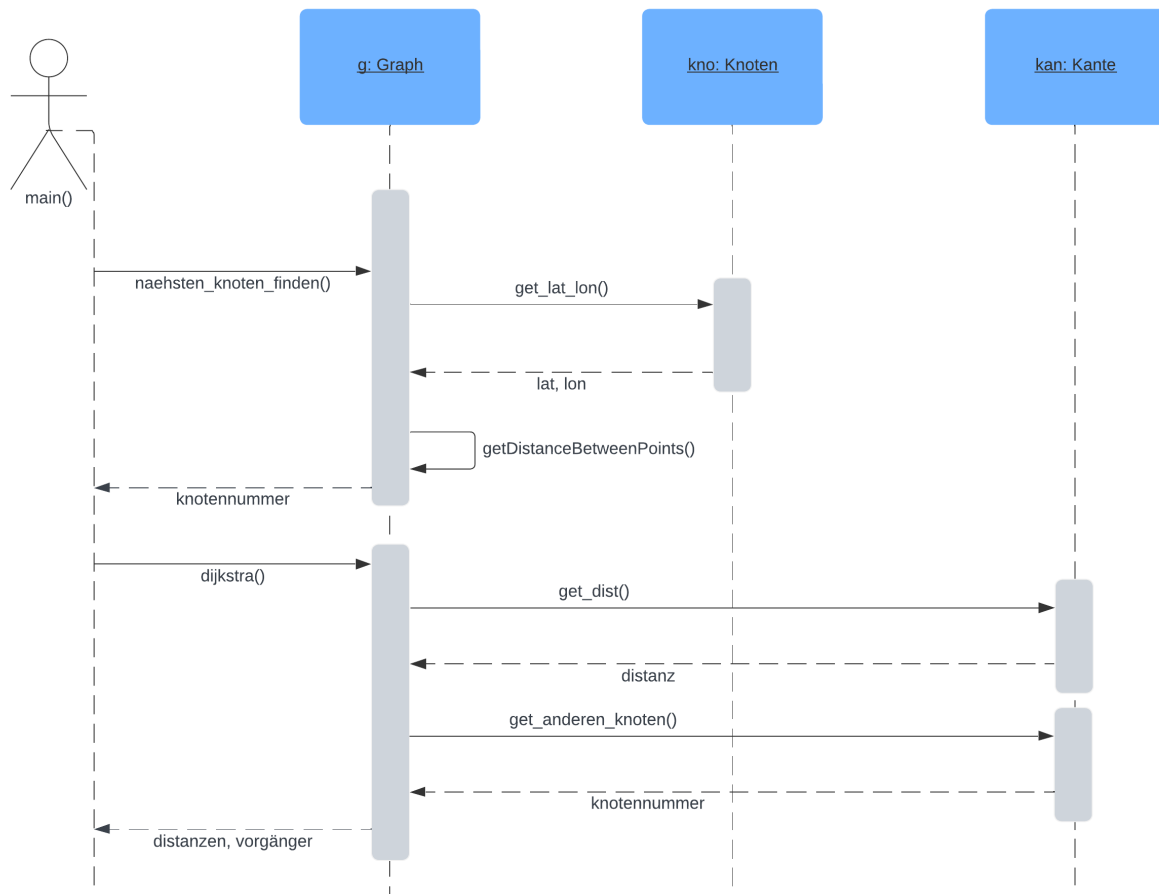 g: Graph
kno: Knoten
kan: Kante
main()
naehsten_knoten_finden()
get_lat_lon()
lat, lon
getDistanceBetweenPoints()
knotennummer
dijkstra()
get_dist()
distanz
get_anderen_knoten()
knotennummer
distanzen, vorgänger